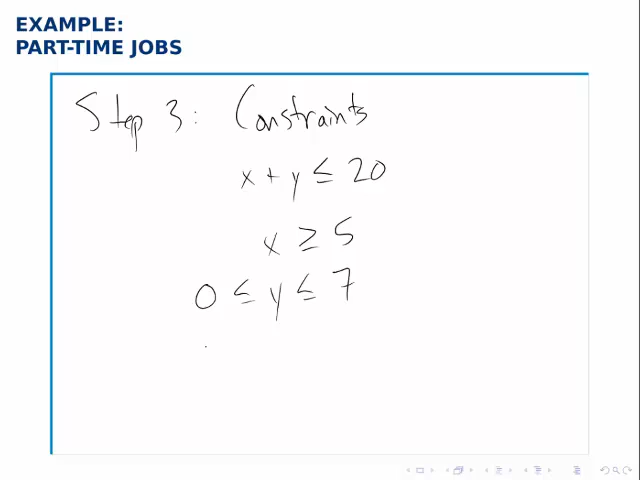 EXAMPLE:
PART-TIME JOBS
Step 3: Constraints
x + y ≤ 20
x ≥ 5
0 ≤ y ≤ 7